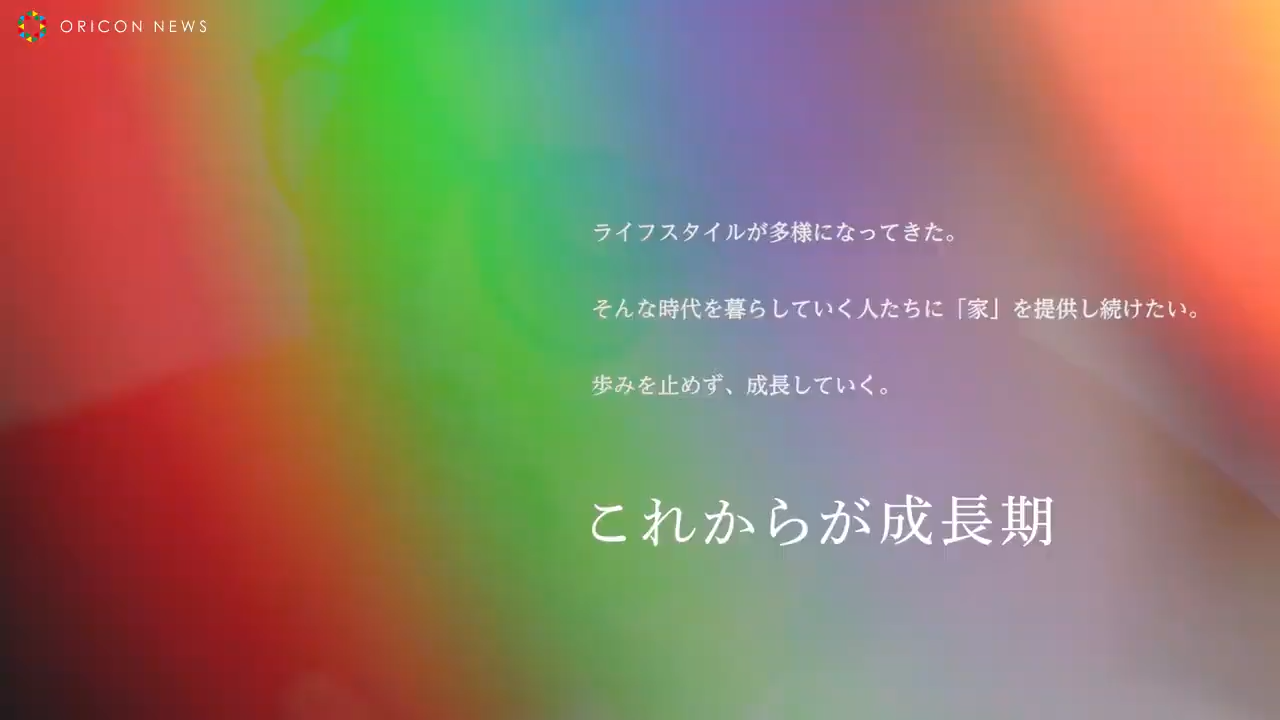 ORICON NEWS
ライフスタイルが多様になってきた。
そんな時代を暮らしていく人たちに「家」を提供し続けたい。
歩みを止めず、成長していく。
これからが成長期